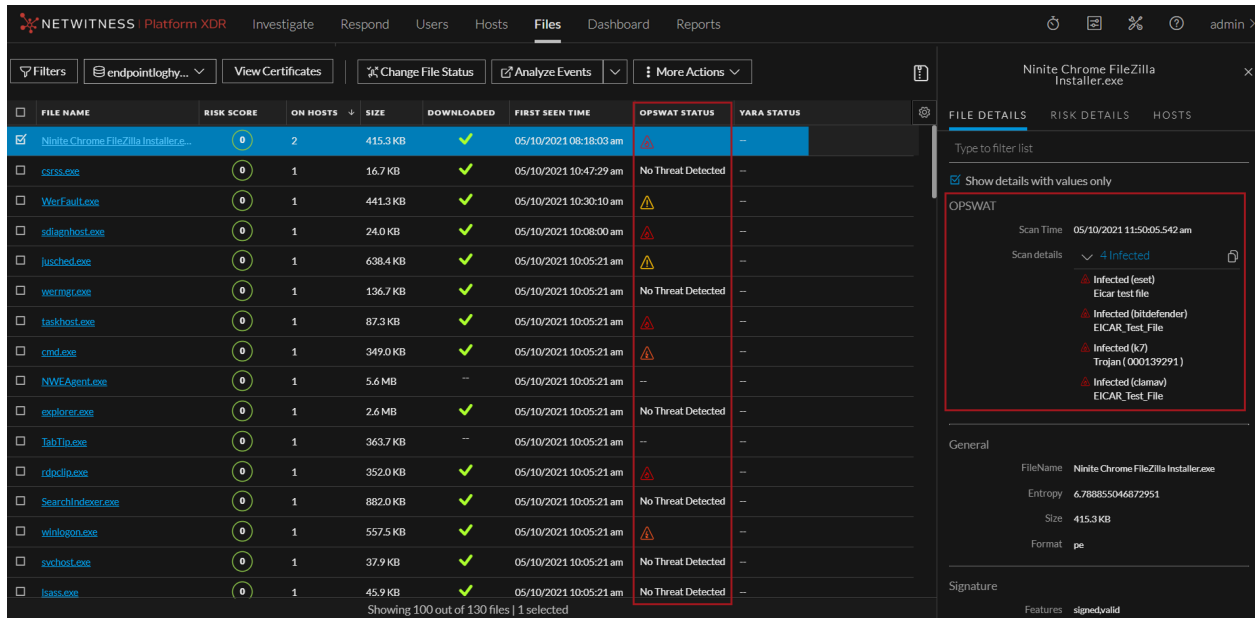 NETWITNESS | Platform XDR Investigate Respond Users Hosts Files Dashboard Reports admin
Filters endpointloghy... View Certificates Change File Status Analyze Events More Actions
FILE NAME RISK SCORE ON HOSTS SIZE DOWNLOADED FIRST SEEN TIME OPSWAT STATUS YARA STATUS
Ninite Chrome FileZilla Installer.e... 0 2 415.3 KB 05/10/2021 08:18:03 am --
csrss.exe 0 1 16.7 KB 05/10/2021 10:47:29 am No Threat Detected --
WerFault.exe 0 1 441.3 KB 05/10/2021 10:30:10 am --
sdiagnhost.exe 0 1 24.0 KB 05/10/2021 10:08:00 am --
jusched.exe 0 1 638.4 KB 05/10/2021 10:05:21 am --
wermgr.exe 0 1 136.7 KB 05/10/2021 10:05:21 am No Threat Detected --
taskhost.exe 0 1 87.3 KB 05/10/2021 10:05:21 am --
cmd.exe 0 1 349.0 KB 05/10/2021 10:05:21 am --
NWEAgent.exe 0 1 5.6 MB -- 05/10/2021 10:05:21 am -- --
explorer.exe 0 1 2.6 MB 05/10/2021 10:05:21 am No Threat Detected --
TabTip.exe 0 1 363.7 KB -- 05/10/2021 10:05:21 am -- --
rdpclip.exe 0 1 352.0 KB 05/10/2021 10:05:21 am --
SearchIndexer.exe 0 1 882.0 KB 05/10/2021 10:05:21 am No Threat Detected --
winlogon.exe 0 1 557.5 KB 05/10/2021 10:05:21 am --
svchost.exe 0 1 37.9 KB 05/10/2021 10:05:21 am No Threat Detected --
lsass.exe 0 1 45.9 KB 05/10/2021 10:05:21 am No Threat Detected --
Showing 100 out of 130 files | 1 selected
Ninite Chrome FileZilla
Installer.exe
FILE DETAILS RISK DETAILS HOSTS
Type to filter list
Show details with values only
OPSWAT
Scan Time 05/10/2021 11:50:05.542 am
Scan details 4 Infected
Infected (eset)
Eicar test file
Infected (bitdefender)
EICAR_Test_File
Infected (k7)
Trojan ( 000139291 )
Infected (clamav)
EICAR_Test_File
General
FileName Ninite Chrome FileZilla Installer.exe
Entropy 6.788855046872951
Size 415.3 KB
Format pe
Signature
Features signed,valid